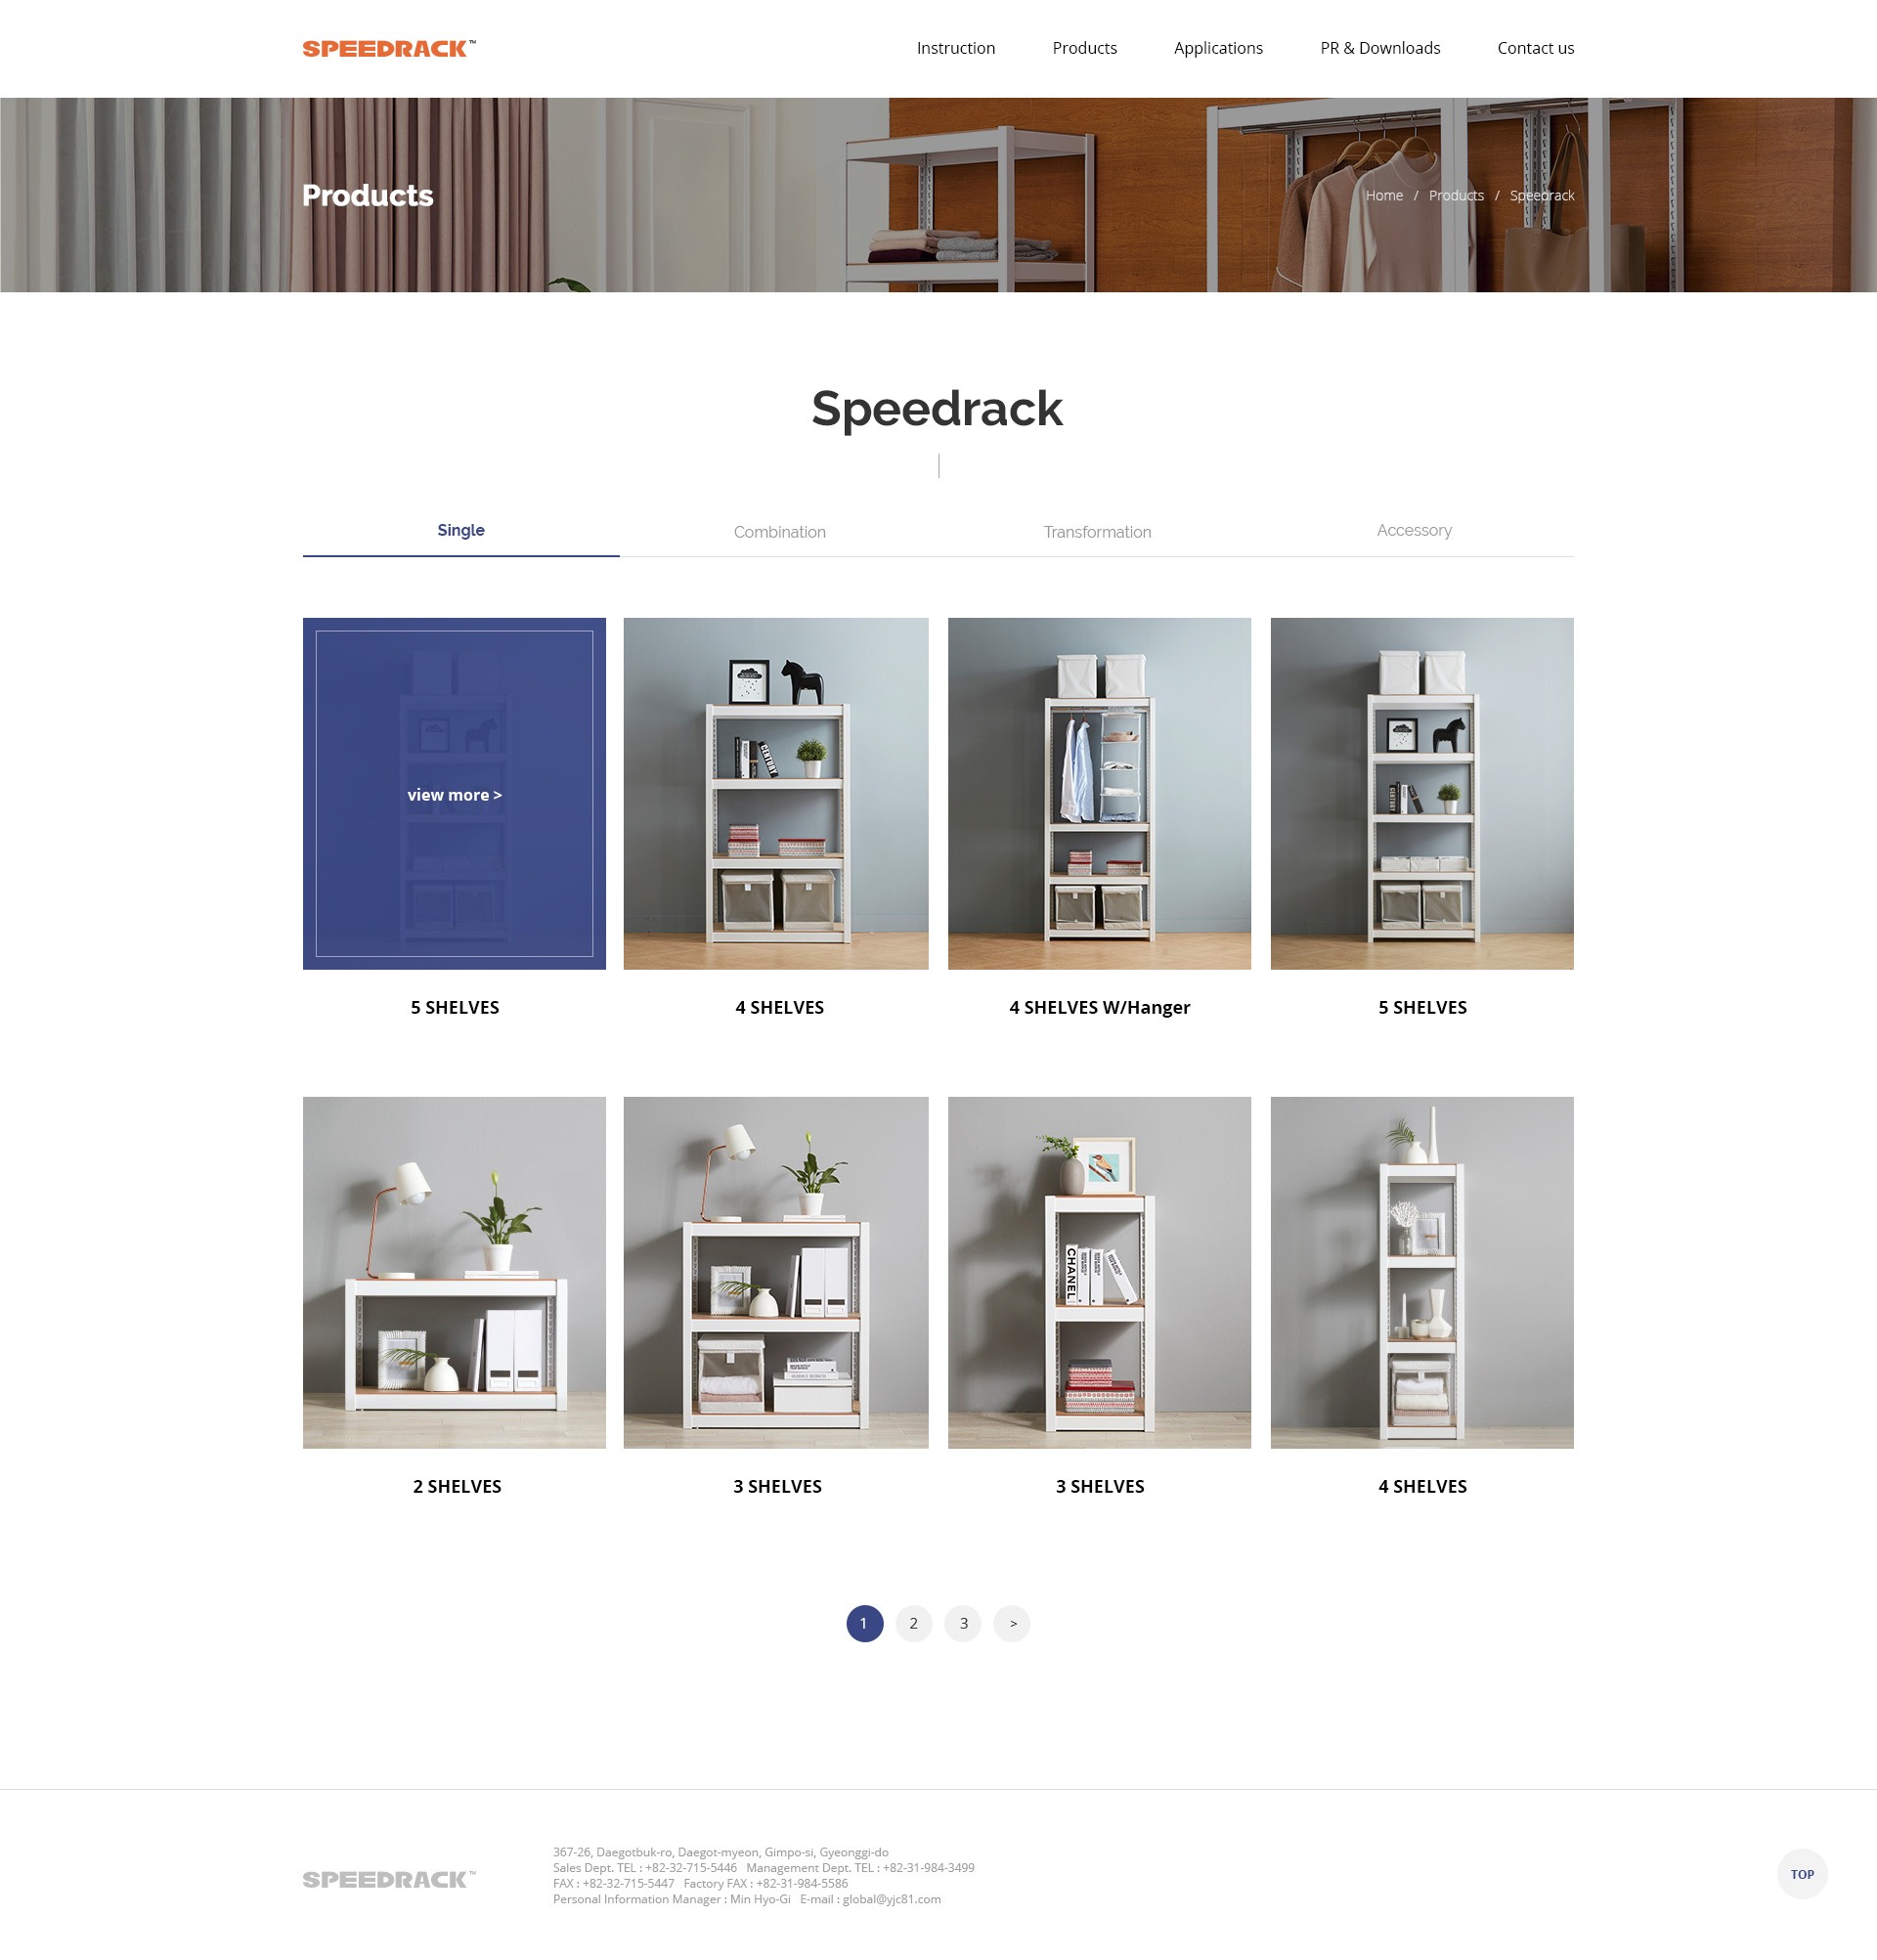 SPEEDRACK™
Instruction Products Applications PR & Downloads Contact us
Products
Home / Products / Speedrack
Speedrack
Single Combination Transformation Accessory
view more >
CENTURY
CENTURY
5 SHELVES 4 SHELVES 4 SHELVES W/Hanger 5 SHELVES
CHANEL
2 SHELVES 3 SHELVES 3 SHELVES 4 SHELVES
1 2 3 >
SPEEDRACK™
367-26, Daegotbuk-ro, Daegot-myeon, Gimpo-si, Gyeonggi-do
Sales Dept. TEL : +82-32-715-5446 Management Dept. TEL : +82-31-984-3499
FAX : +82-32-715-5447 Factory FAX : +82-31-984-5586
Personal Information Manager : Min Hyo-Gi E-mail : global@yjc81.com
TOP